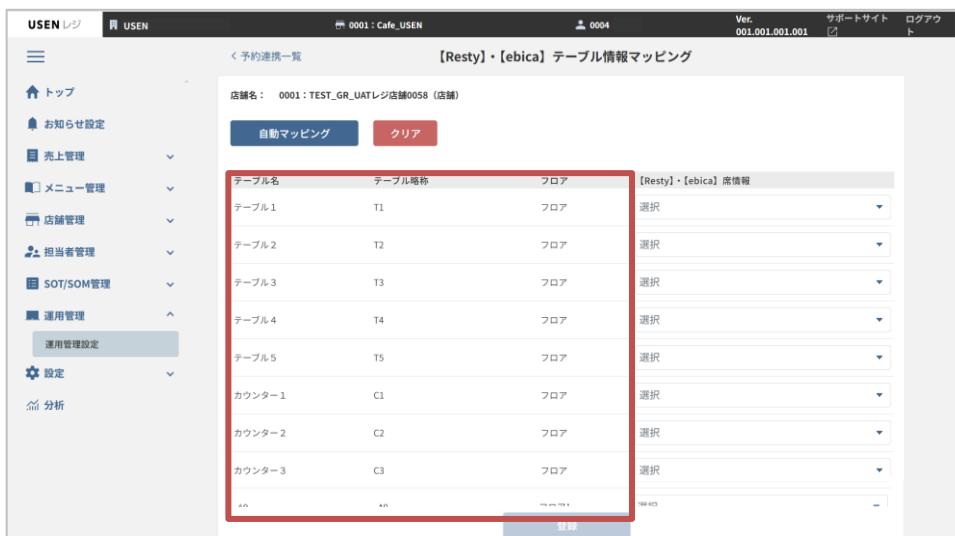 USENレジ USEN 0001：Cafe_USEN 0004 Ver. 001.001.001.001 サポートサイト ログアウト
く 予約連携一覧
【Resty】・【ebica】テーブル情報マッピング
トップ
お知らせ設定
売上管理
メニュー管理
店舗管理
担当者管理
SOT/SOM管理
運用管理
運用管理設定
設定
分析
店舗名： 0001：TEST_GR_UATレジ店舗0058（店舗）
自動マッピング クリア
テーブル名 テーブル略称 フロア 【Resty】・【ebica】席情報
テーブル１ T1 フロア 選択
テーブル２ T2 フロア 選択
テーブル３ T3 フロア 選択
テーブル４ T4 フロア 選択
テーブル５ T5 フロア 選択
カウンター１ C1 フロア 選択
カウンター２ C2 フロア 選択
カウンター３ C3 フロア 選択
選択
登録